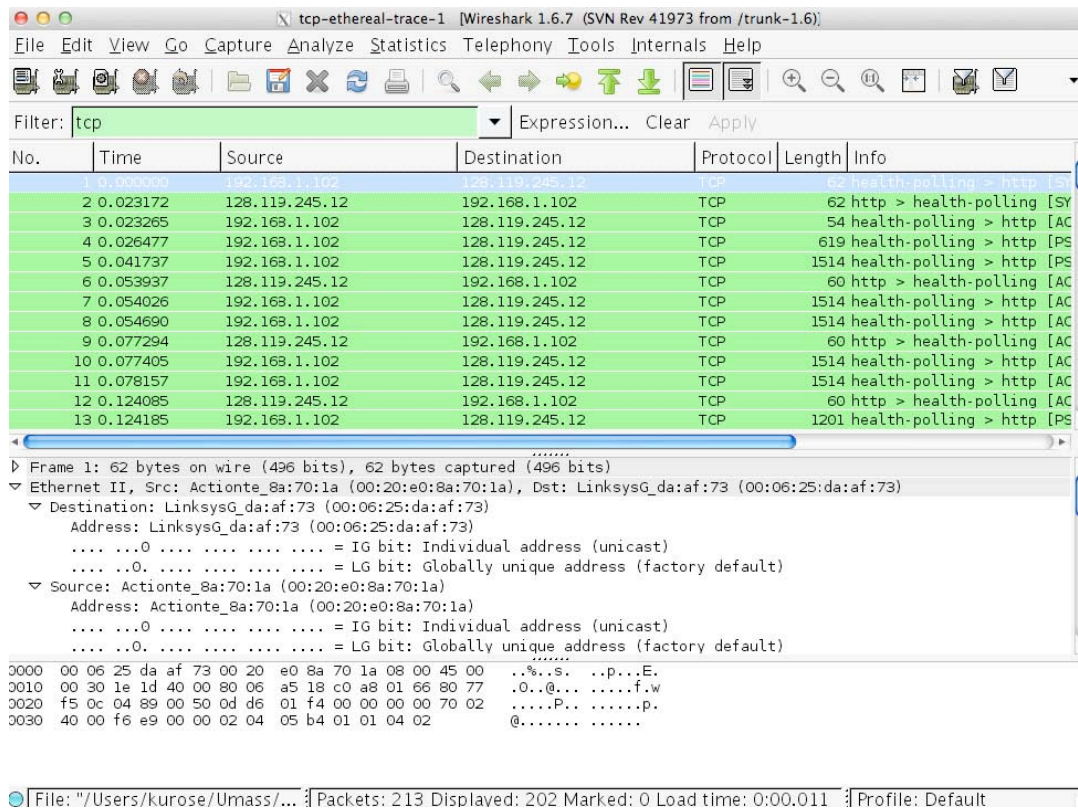 tcp-ethereal-trace-1 [Wireshark 1.6.7 (SVN Rev 41973 from /trunk-1.6)]
File Edit View Go Capture Analyze Statistics Telephony Tools Internals Help
Filter: tcp Expression... Clear Apply
No. Time Source Destination Protocol Length Info
1 0.000000 192.168.1.102 128.119.245.12 TCP 62 health-polling > http [SY
2 0.023172 128.119.245.12 192.168.1.102 TCP 62 http > health-polling [SY
3 0.023265 192.168.1.102 128.119.245.12 TCP 54 health-polling > http [AC
4 0.026477 192.168.1.102 128.119.245.12 TCP 619 health-polling > http [PS
5 0.041737 192.168.1.102 128.119.245.12 TCP 1514 health-polling > http [PS
6 0.053937 128.119.245.12 192.168.1.102 TCP 60 http > health-polling [AC
7 0.054026 192.168.1.102 128.119.245.12 TCP 1514 health-polling > http [AC
8 0.054690 192.168.1.102 128.119.245.12 TCP 1514 health-polling > http [AC
9 0.077294 128.119.245.12 192.168.1.102 TCP 60 http > health-polling [AC
10 0.077405 192.168.1.102 128.119.245.12 TCP 1514 health-polling > http [AC
11 0.078157 192.168.1.102 128.119.245.12 TCP 1514 health-polling > http [AC
12 0.124085 128.119.245.12 192.168.1.102 TCP 60 http > health-polling [AC
13 0.124185 192.168.1.102 128.119.245.12 TCP 1201 health-polling > http [PS
Frame 1: 62 bytes on wire (496 bits), 62 bytes captured (496 bits)
Ethernet II, Src: Actionte_8a:70:1a (00:20:e0:8a:70:1a), Dst: LinksysG_da:af:73 (00:06:25:da:af:73)
Destination: LinksysG_da:af:73 (00:06:25:da:af:73)
Address: LinksysG_da:af:73 (00:06:25:da:af:73)
.... ...0 .... .... .... .... = IG bit: Individual address (unicast)
.... ..0. .... .... .... .... = LG bit: Globally unique address (factory default)
Source: Actionte_8a:70:1a (00:20:e0:8a:70:1a)
Address: Actionte_8a:70:1a (00:20:e0:8a:70:1a)
.... ...0 .... .... .... .... = IG bit: Individual address (unicast)
.... ..0. .... .... .... .... = LG bit: Globally unique address (factory default)
0000 00 06 25 da af 73 00 20 e0 8a 70 1a 08 00 45 00 ..%..s. ..p...E.
0010 00 30 1e 1d 40 00 80 06 a5 18 c0 a8 01 66 80 77 .0..@... .....f.w
0020 f5 0c 04 89 00 50 0d d6 01 f4 00 00 00 00 70 02 .....P.. ......p.
0030 40 00 f6 e9 00 00 02 04 05 b4 01 01 04 02 @....... ......
File: "/Users/kurose/Umass/... Packets: 213 Displayed: 202 Marked: 0 Load time: 0:00.011 Profile: Default